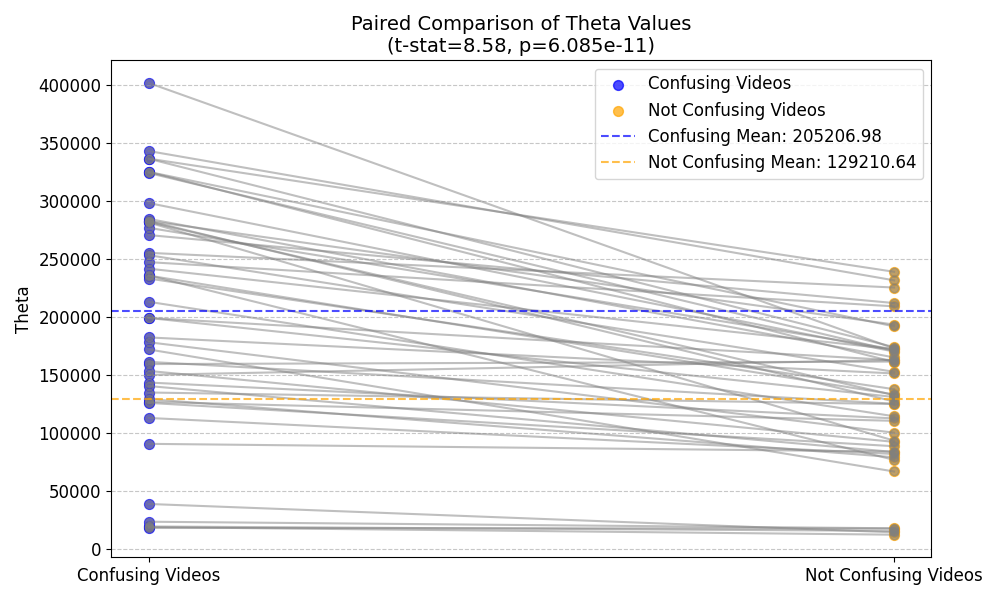 Paired Comparison of Theta Values
(t-stat=8.58, p=6.085e-11)
Confusing Videos
Not Confusing Videos
Confusing Mean: 205206.98
Not Confusing Mean: 129210.64
Theta
400000
350000
300000
250000
200000
150000
100000
50000
0
Confusing Videos
Not Confusing Videos